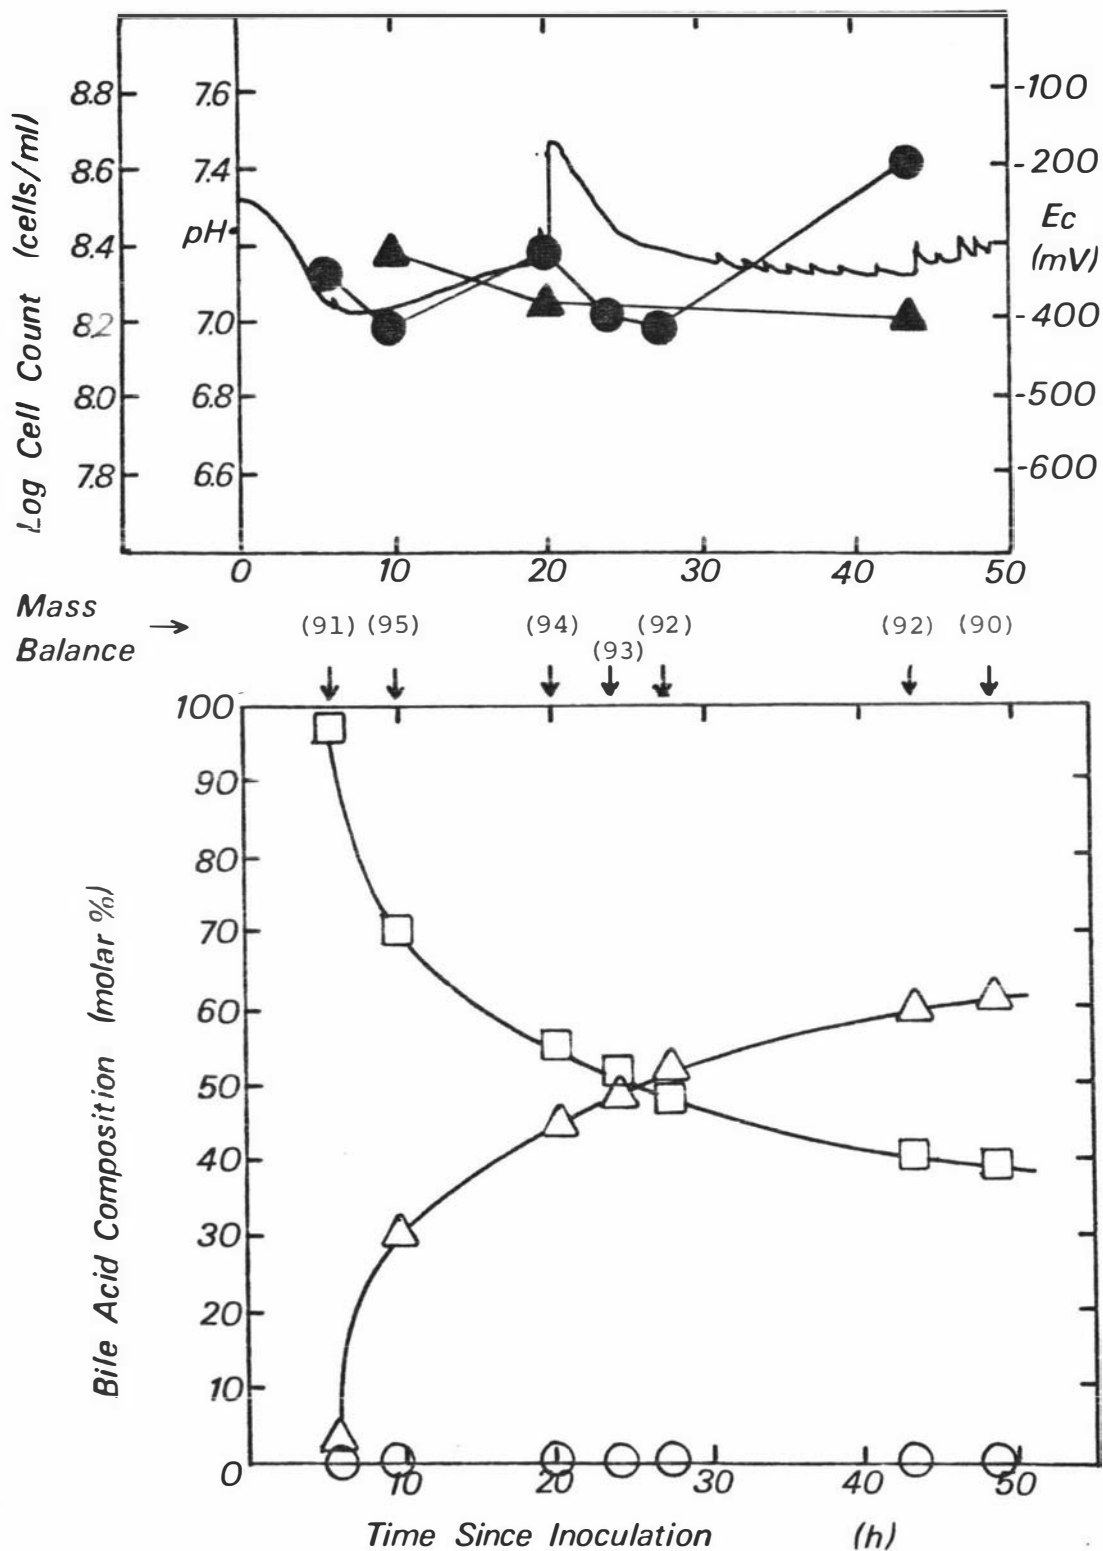 Log Cell Count (cells/ml)
8.8
8.6
8.4
8.2
8.0
7.8
7.6
7.4
pH
7.0
6.8
6.6
-100
-200
Ec
(mV)
-400
-500
-600
0 10 20 30 40 50
Mass
Balance →
(91) (95) (94) (93) (92) (92) (90)
Bile Acid Composition (molar %)
100
90
80
70
60
50
40
30
20
10
0
10 20 30 40 50
Time Since Inoculation (h)